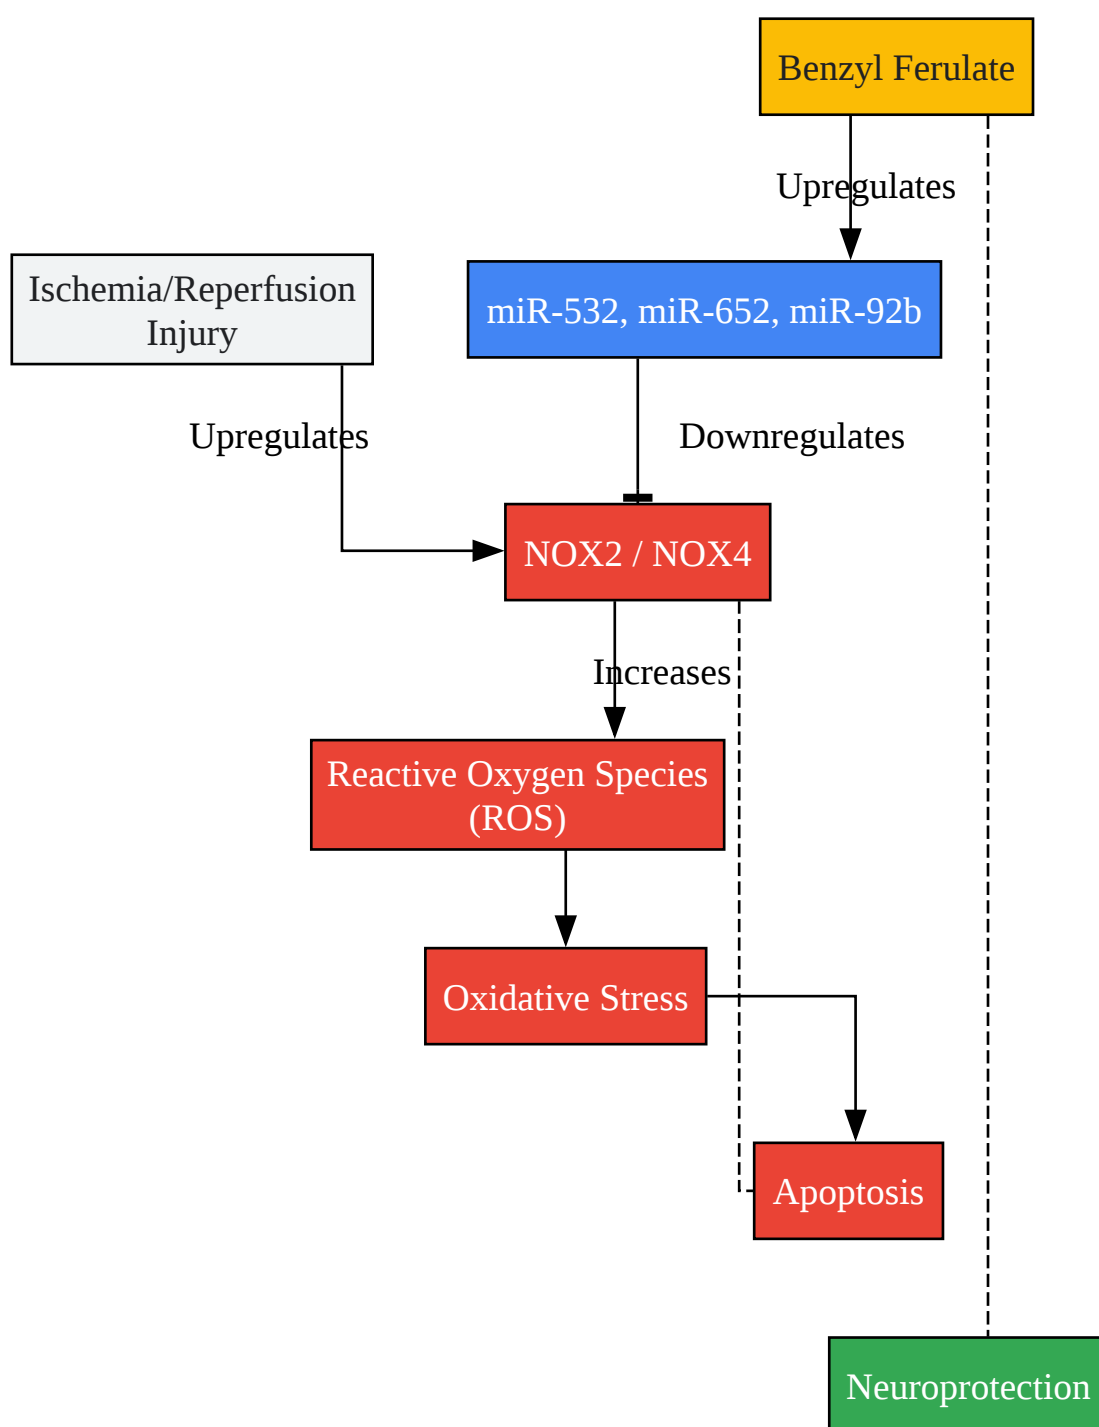 Benzyl Ferulate
Upregulates
Ischemia/Reperfusion
Injury
miR-532, miR-652, miR-92b
Upregulates
Downregulates
NOX2 / NOX4
Increases
Reactive Oxygen Species
(ROS)
Oxidative Stress
Apoptosis
Neuroprotection